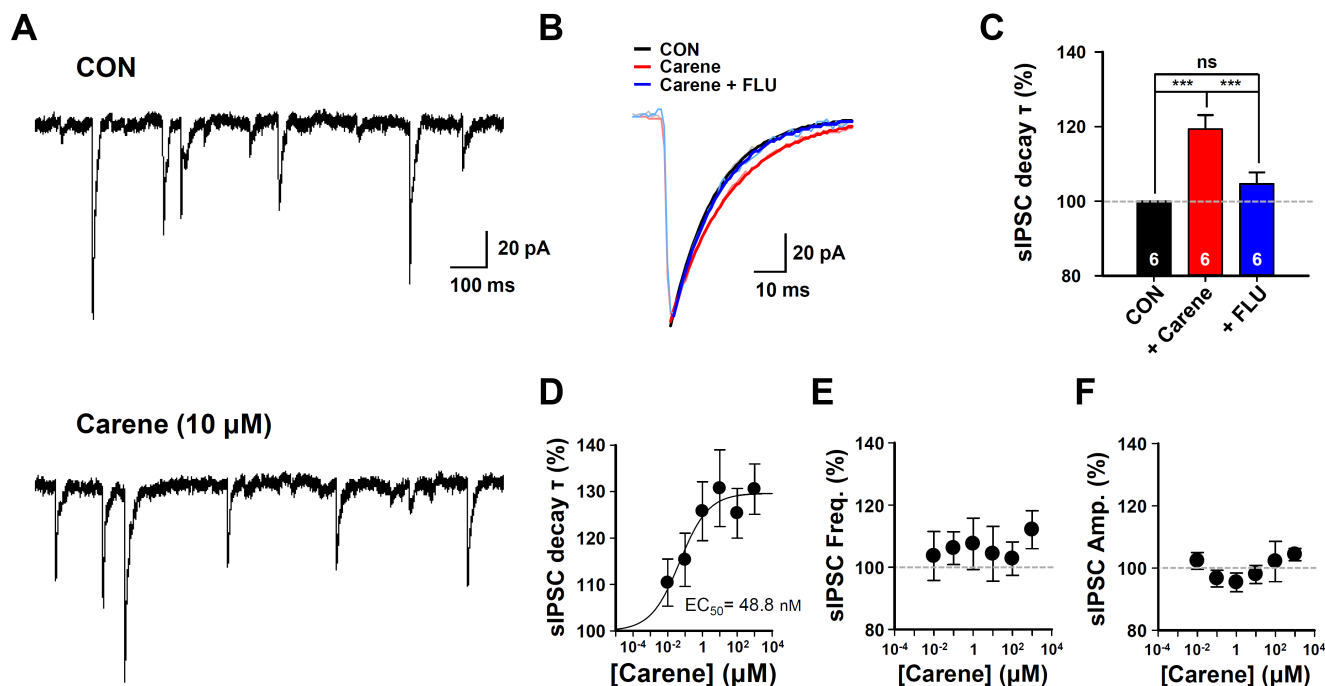 A
CON
20 pA
100 ms
Carene (10 µM)
B
CON
Carene
Carene + FLU
20 pA
10 ms
C
sIPSC decay τ (%)
140
120
100
80
ns
*** ***
6 6 6
CON
+ Carene
+ FLU
D
sIPSC decay τ (%)
140
130
120
110
100
EC50= 48.8 nM
10-2 1 102 104
[Carene] (µM)
E
sIPSC Freq. (%)
140
120
100
80
10-4 10-2 1 102 104
[Carene] (µM)
F
sIPSC Amp. (%)
140
120
100
80
10-4 10-2 1 102 104
[Carene] (µM)